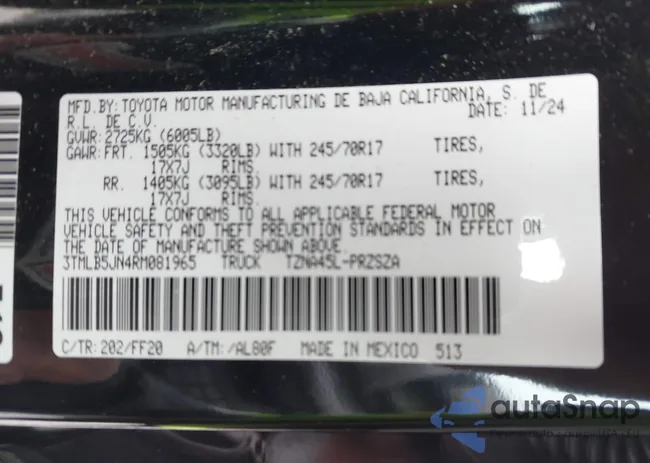 MFD.BY: TOYOTA MOTOR MANUFACTURING DE BAJA CALIFORNIA, S. DE
R.L. DE C.V. DATE: 11/24
GVWR: 2725KG (6005LB)
GAWR: FRT. 1505KG (3320LB) WITH 245/70R17 TIRES,
17X7J RIMS.
RR. 1405KG (3095LB) WITH 245/70R17 TIRES,
17X7J RIMS.
THIS VEHICLE CONFORMS TO ALL APPLICABLE FEDERAL MOTOR
VEHICLE SAFETY AND THEFT PREVENTION STANDARDS IN EFFECT ON
THE DATE OF MANUFACTURE SHOWN ABOVE.
3TMLB5JN4RM081965 TRUCK TZNA45L-PRZSZA
C/TR: 202/FF20 A/TM: /AL80F MADE IN MEXICO 513
autoSnap